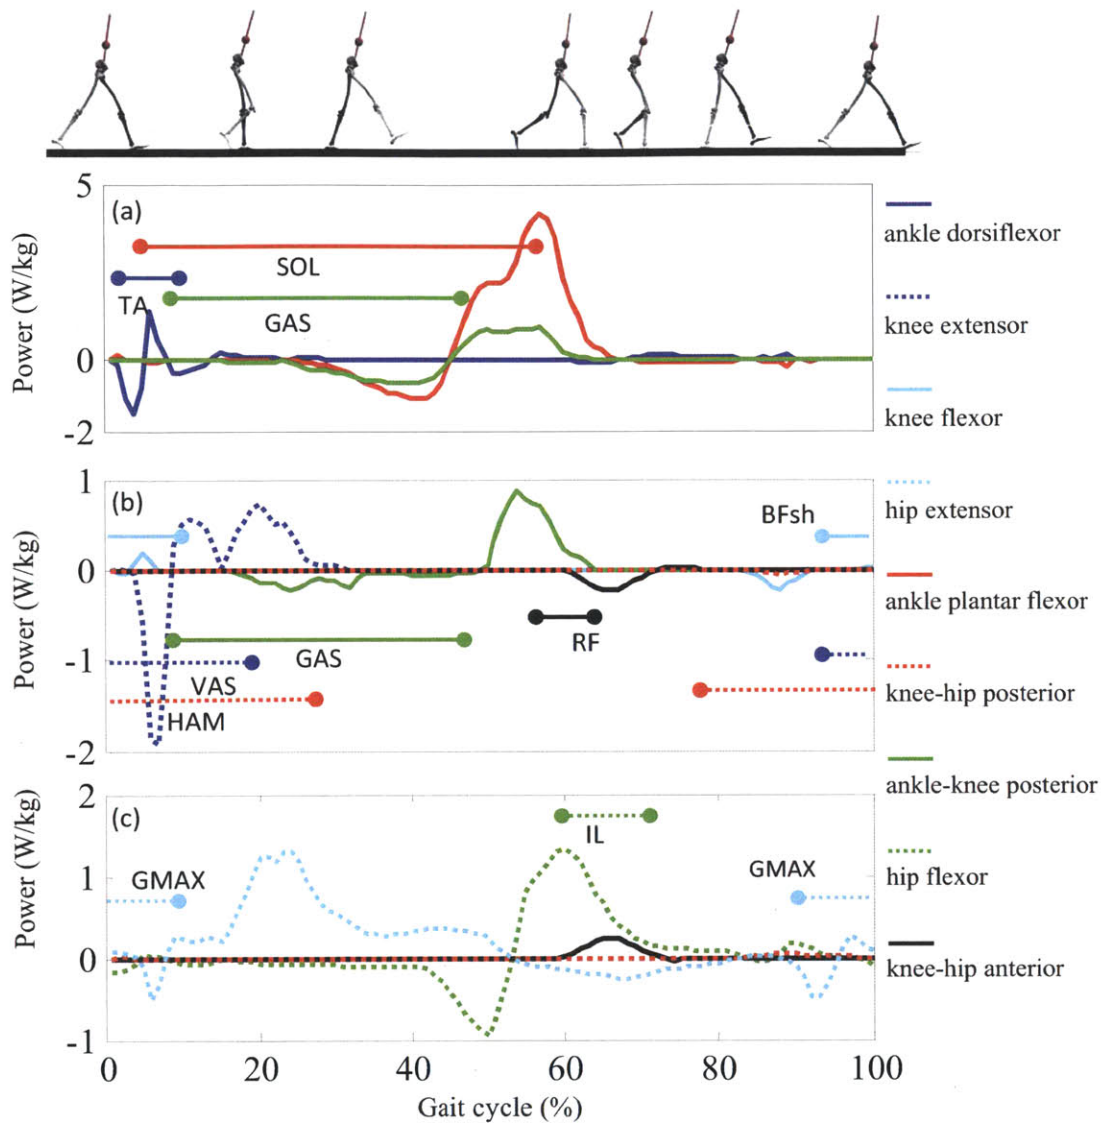 5
(a)
ankle dorsiflexor
SOL
TA
GAS
knee extensor
Power (W/kg)
0
knee flexor
-2
1
(b)
BFsh
hip extensor
0
ankle plantar flexor
RF
Power (W/kg)
-1
GAS
VAS
knee-hip posterior
HAM
-2
ankle-knee posterior
2
(c)
IL
GMAX
GMAX
hip flexor
1
Power (W/kg)
0
knee-hip anterior
-1
0 20 40 60 80 100
Gait cycle (%)